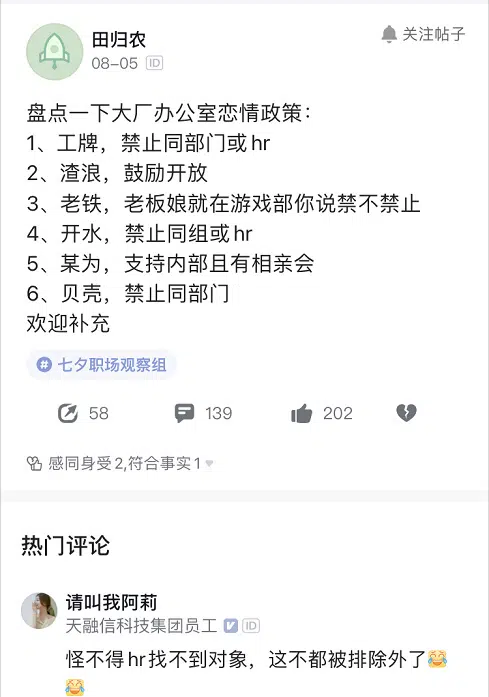 田归农
关注帖子
08-05 ID
盘点一下大厂办公室恋情政策：
1、工牌，禁止同部门或hr
2、渣浪，鼓励开放
3、老铁，老板娘就在游戏部你说禁不禁止
4、开水，禁止同组或hr
5、某为，支持内部且有相亲会
6、贝壳，禁止同部门
欢迎补充
# 七夕职场观察组
58 139 202
感同身受2,符合事实1
热门评论
请叫我阿莉
天融信科技集团员工 ID
怪不得hr找不到对象，这不都被排除外了😂
😂